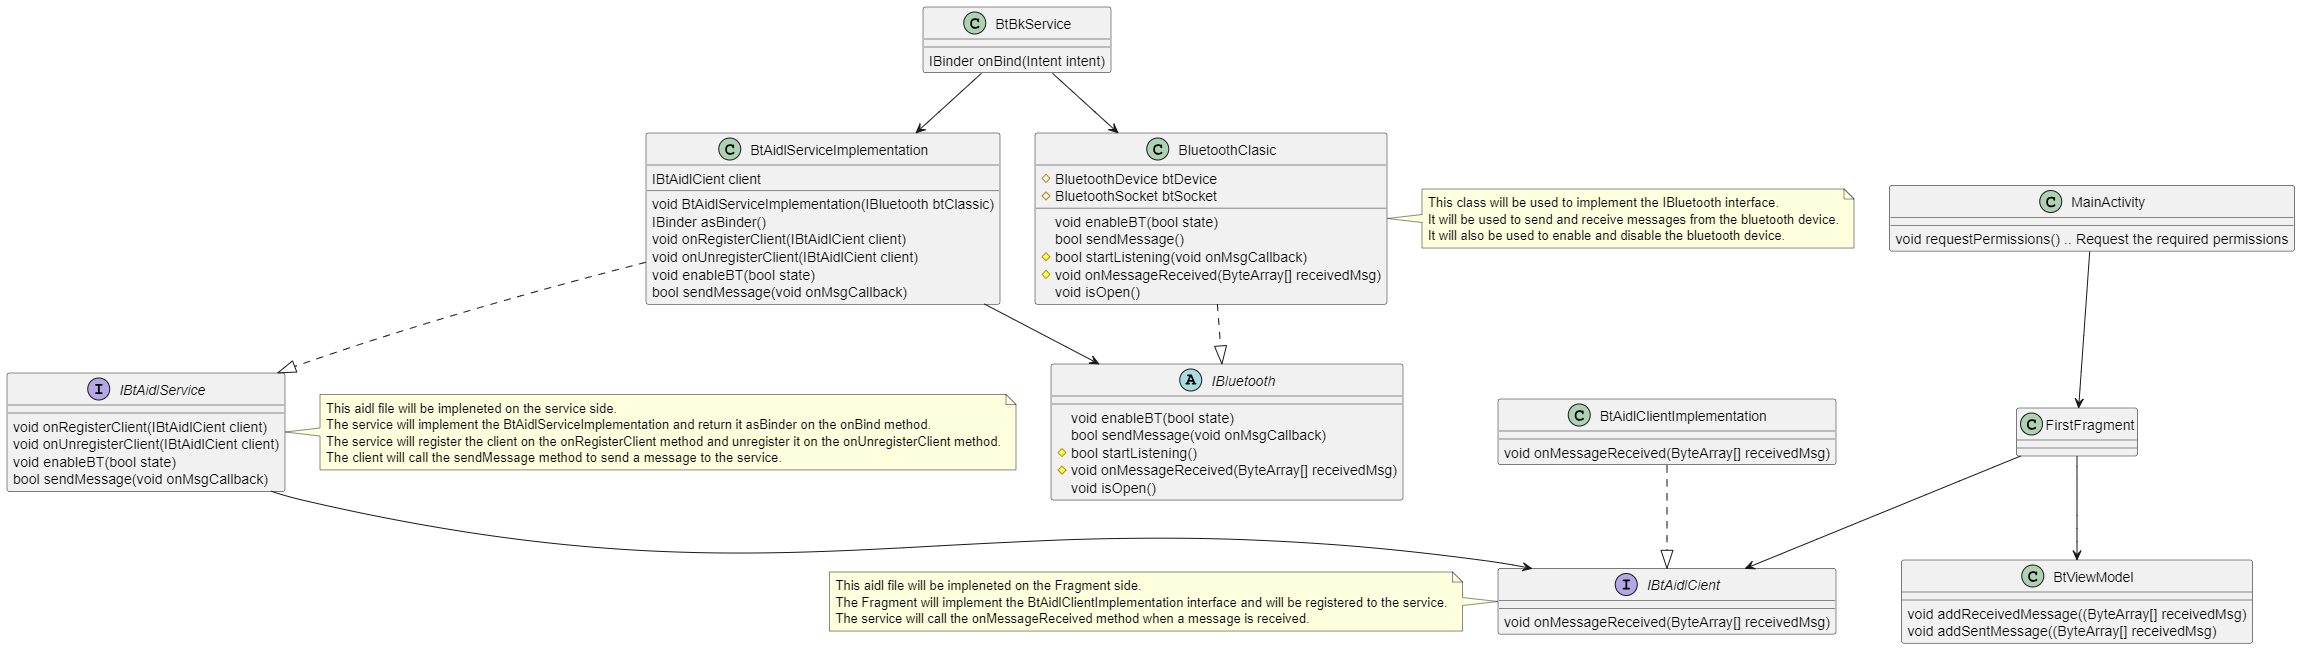 C BtBkService
IBinder onBind(Intent intent)
C BtAidlServiceImplementation
IBtAidlCient client
void BtAidlServiceImplementation(IBluetooth btClassic)
IBinder asBinder()
void onRegisterClient(IBtAidlCient client)
void onUnregisterClient(IBtAidlCient client)
void enableBT(bool state)
bool sendMessage(void onMsgCallback)
C BluetoothClasic
BluetoothDevice btDevice
BluetoothSocket btSocket
void enableBT(bool state)
bool sendMessage()
bool startListening(void onMsgCallback)
void onMessageReceived(ByteArray[] receivedMsg)
void isOpen()
This class will be used to implement the IBluetooth interface.
It will be used to send and receive messages from the bluetooth device.
It will also be used to enable and disable the bluetooth device.
C MainActivity
void requestPermissions() .. Request the required permissions
I IBtAidlService
void onRegisterClient(IBtAidlCient client)
void onUnregisterClient(IBtAidlCient client)
void enableBT(bool state)
bool sendMessage(void onMsgCallback)
This aidl file will be impleneted on the service side.
The service will implement the BtAidlServiceImplementation and return it asBinder on the onBind method.
The service will register the client on the onRegisterClient method and unregister it on the onUnregisterClient method.
The client will call the sendMessage method to send a message to the service.
A IBluetooth
void enableBT(bool state)
bool sendMessage(void onMsgCallback)
bool startListening()
void onMessageReceived(ByteArray[] receivedMsg)
void isOpen()
C BtAidlClientImplementation
void onMessageReceived(ByteArray[] receivedMsg)
C FirstFragment
This aidl file will be impleneted on the Fragment side.
The Fragment will implement the BtAidlClientImplementation interface and will be registered to the service.
The service will call the onMessageReceived method when a message is received.
I IBtAidlCient
void onMessageReceived(ByteArray[] receivedMsg)
C BtViewModel
void addReceivedMessage((ByteArray[] receivedMsg)
void addSentMessage((ByteArray[] receivedMsg)